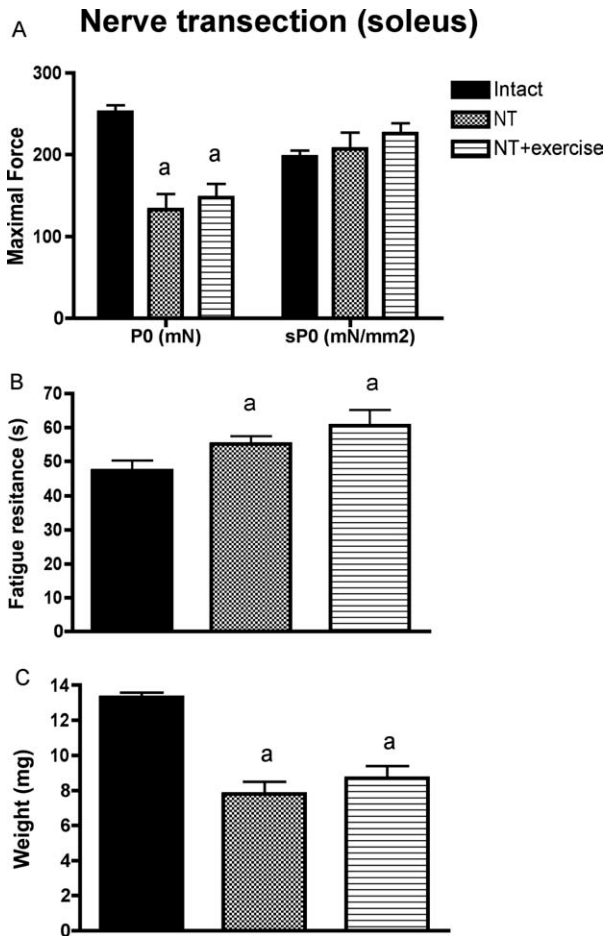 Nerve transection (soleus)
A
300
200
100
0
Maximal Force
a
a
P0 (mN)
sP0 (mN/mm2)
Intact
NT
NT+exercise
B
70
60
50
40
30
20
10
0
Fatigue resitance (s)
a
a
C
14
12
10
8
6
4
2
0
Weight (mg)
a
a